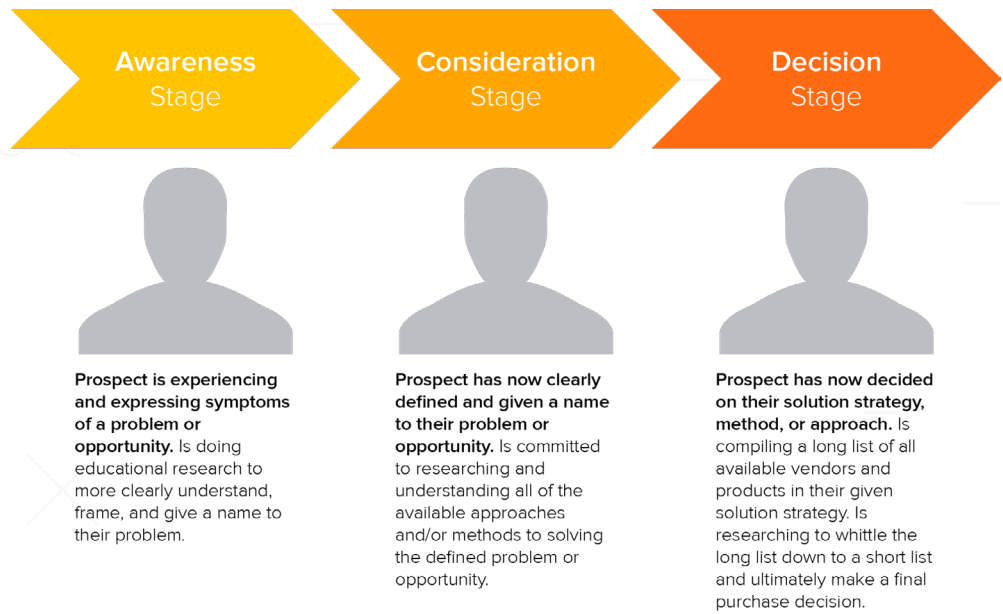 Awareness
Stage
Consideration
Stage
Decision
Stage
Prospect is experiencing
and expressing symptoms
of a problem or
opportunity. Is doing
educational research to
more clearly understand,
frame, and give a name to
their problem.
Prospect has now clearly
defined and given a name
to their problem or
opportunity. Is committed
to researching and
understanding all of the
available approaches
and/or methods to solving
the defined problem or
opportunity.
Prospect has now decided
on their solution strategy,
method, or approach. Is
compiling a long list of all
available vendors and
products in their given
solution strategy. Is
researching to whittle the
long list down to a short list
and ultimately make a final
purchase decision.